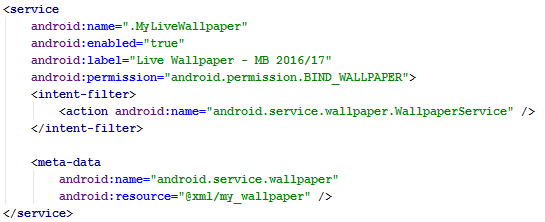 <service
    android:name=".MyLiveWallpaper"
    android:enabled="true"
    android:label="Live Wallpaper - MB 2016/17"
    android:permission="android.permission.BIND_WALLPAPER">
    <intent-filter>
        <action android:name="android.service.wallpaper.WallpaperService" />
    </intent-filter>

    <meta-data
        android:name="android.service.wallpaper"
        android:resource="@xml/my_wallpaper" />
</service>